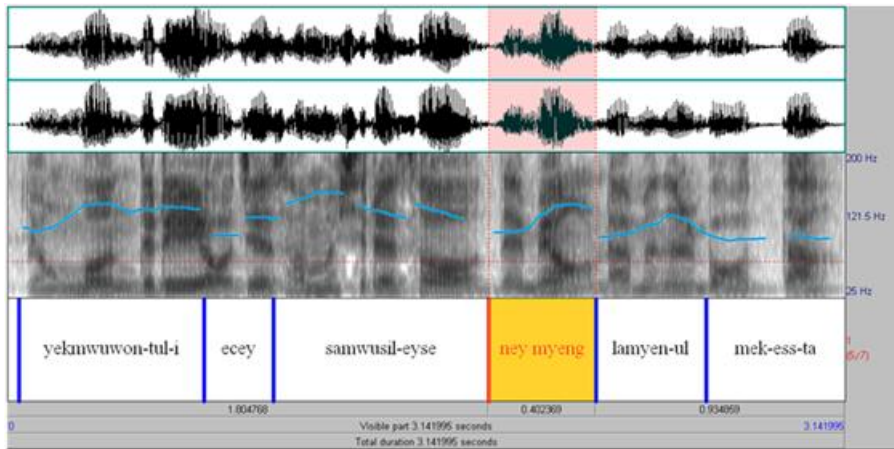 200 Hz
121.5 Hz
25 Hz
yekmwuwon-tul-i ecey samwusil-eyse ney myeng lamyen-ul mek-ess-ta
1
(5/7)
1.804768 0.402369 0.934859
0 Visible part 3.141995 seconds 3.141995
Total duration 3.141995 seconds